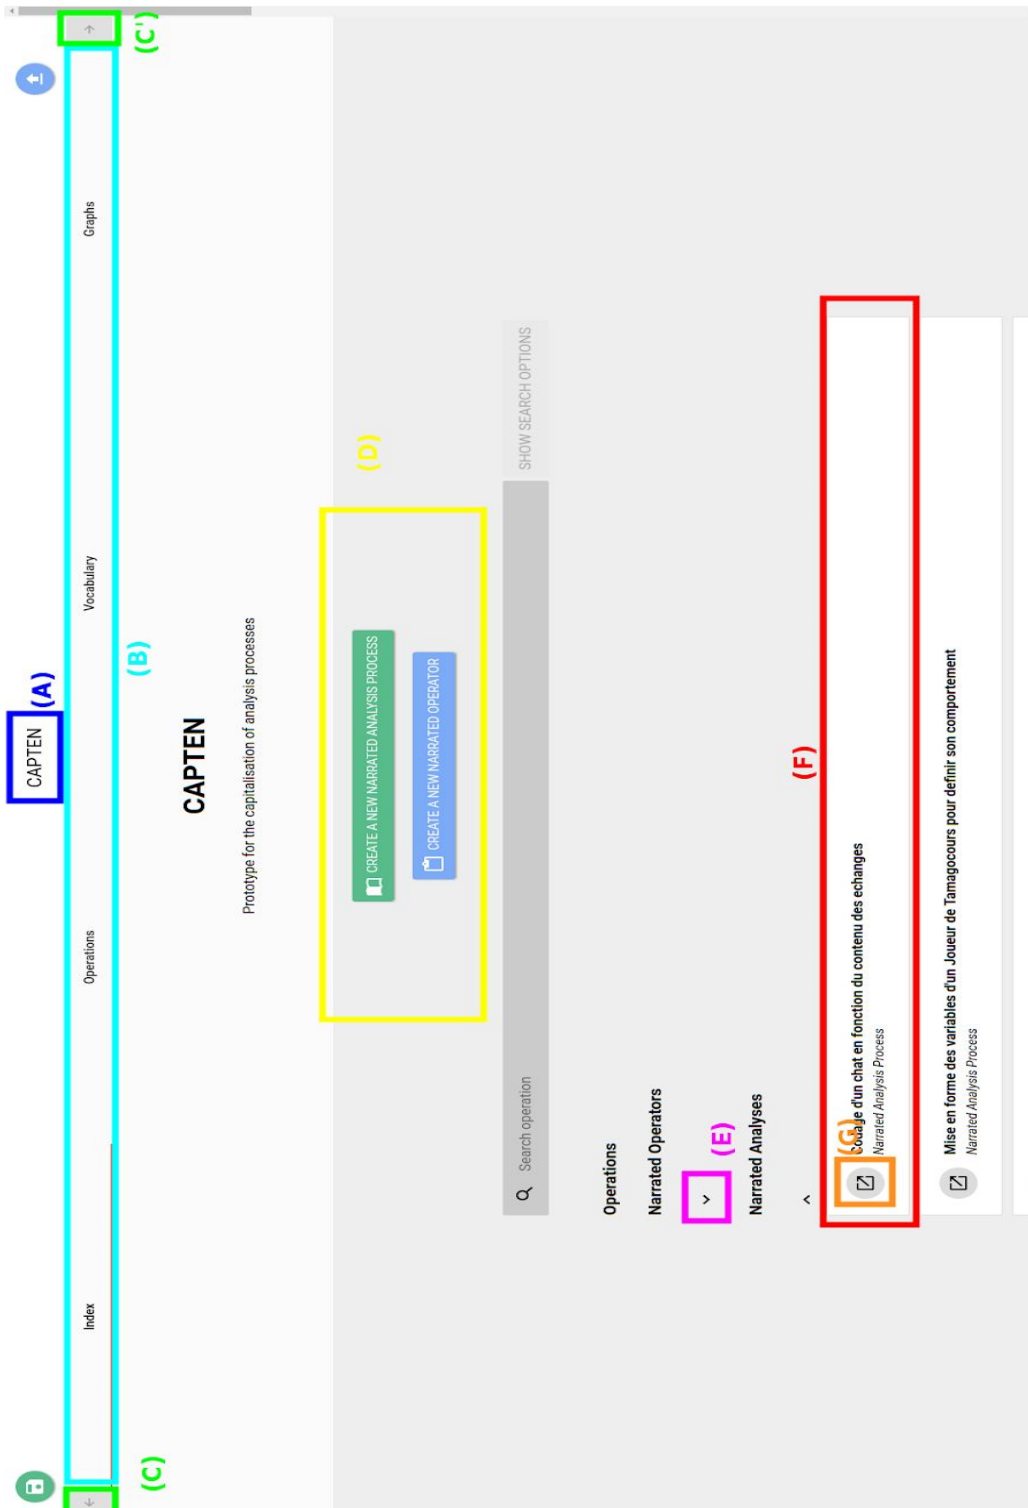 CAPTEN
(A)
Index
Operations
Vocabulary
Graphs
(C)
(B)
(C')
CAPTEN
Prototype for the capitalisation of analysis processes
(D)
CREATE A NEW NARRATED ANALYSIS PROCESS
CREATE A NEW NARRATED OPERATOR
Search operation
SHOW SEARCH OPTIONS
Operations
Narrated Operators
(E)
Narrated Analyses
(F)
(G)
Codage d'un chat en fonction du contenu des echanges
Narrated Analysis Process
Mise en forme des variables d'un Joueur de Tamagocours pour definir son comportement
Narrated Analysis Process